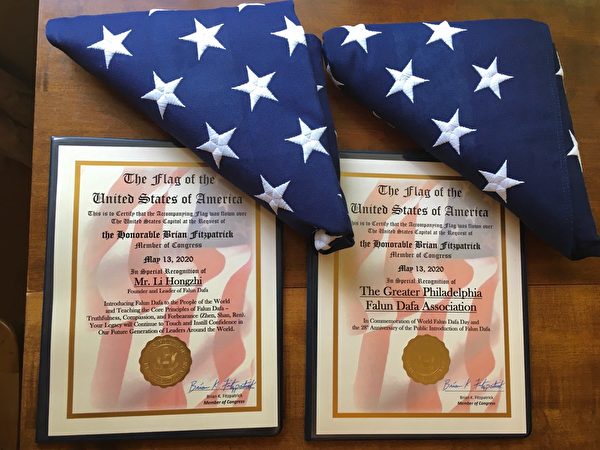 The Flag of the
United States of America
This is to Certify that the Accompanying Flag was flown over
The United States Capitol at the Request of
the Honorable Brian Fitzpatrick
Member of Congress
May 13, 2020
In Special Recognition of
Mr. Li Hongzhi
Founder and Leader of Falun Dafa
Introducing Falun Dafa to the People of the World
and Teaching the Core Principles of Falun Dafa –
Truthfulness, Compassion, and Forbearance (Zhen, Shan, Ren).
Your Legacy will Continue to Touch and Instill Confidence in
Our Future Generation of Leaders Around the World.
Brian K. Fitzpatrick
Brian K. Fitzpatrick
Member of Congress
The Flag of the
United States of America
This is to Certify that the Accompanying Flag was flown over
The United States Capitol at the Request of
the Honorable Brian Fitzpatrick
Member of Congress
May 13, 2020
In Special Recognition of
The Greater Philadelphia
Falun Dafa Association
In Commemoration of World Falun Dafa Day and
the 28th Anniversary of the Public Introduction of Falun Dafa.
Brian K. Fitzpatrick
Brian K. Fitzpatrick
Member of Congress